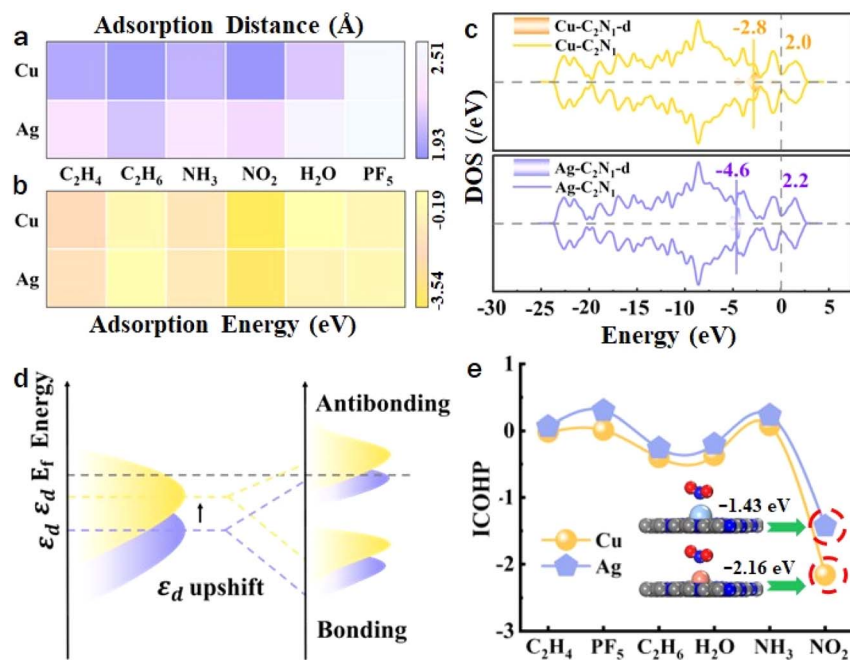 a
Adsorption Distance (Å)
Cu
Ag
2.51
1.93
C₂H₄ C₂H₆ NH₃ NO₂ H₂O PF₅
b
Cu
Ag
-0.19
-3.54
Adsorption Energy (eV)
c
Cu-C₂N₁-d
Cu-C₂N₁
-2.8
2.0
Ag-C₂N₁-d
Ag-C₂N₁
-4.6
2.2
DOS (/eV)
-30 -25 -20 -15 -10 -5 0 5
Energy (eV)
d
εd εd Ef Energy
Antibonding
εd upshift
Bonding
e
ICOHP
1
0
-1
-2
-3
−1.43 eV
−2.16 eV
Cu
Ag
C₂H₄ PF₅ C₂H₆ H₂O NH₃ NO₂